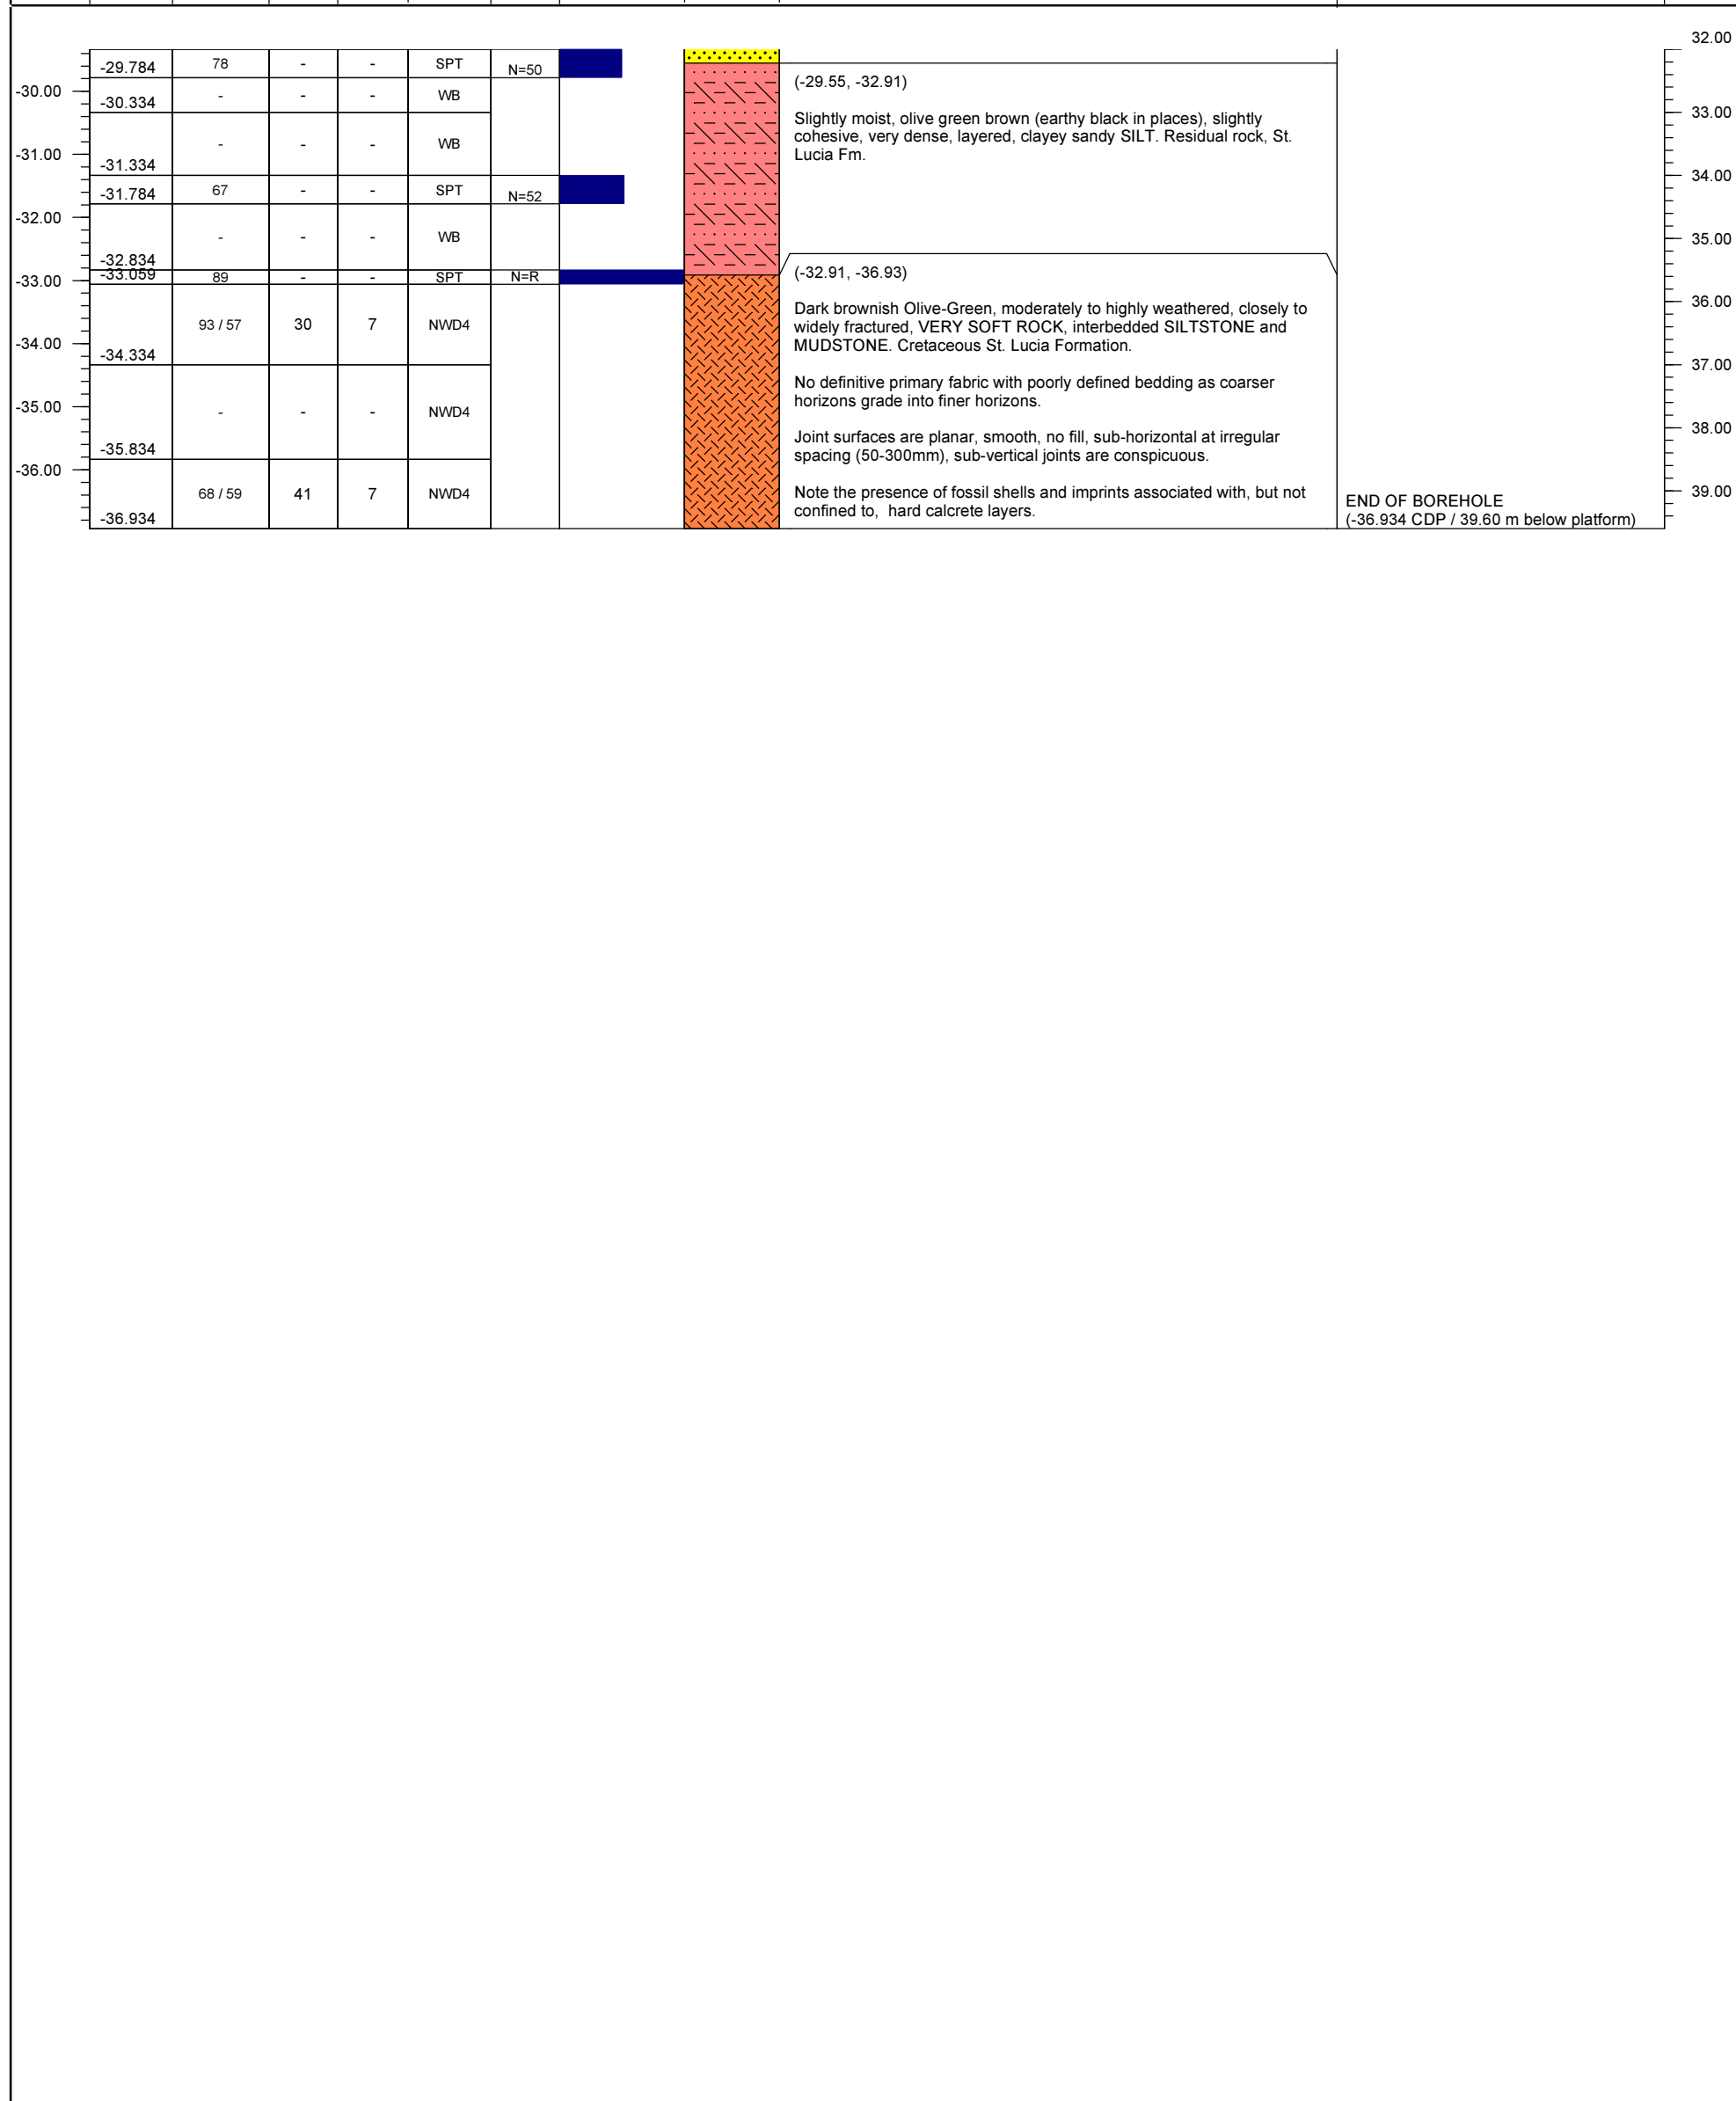 32.00
-29.784 78 - - SPT N=50
(-29.55, -32.91)
-30.00
-30.334 - - - WB
33.00
Slightly moist, olive green brown (earthy black in places), slightly
cohesive, very dense, layered, clayey sandy SILT. Residual rock, St.
Lucia Fm.
-31.00
-31.334 - - - WB
34.00
-31.784 67 - - SPT N=52
-32.00
-32.834 - - - WB
35.00
-33.059 89 - - SPT N=R
-33.00
(-32.91, -36.93)
36.00
Dark brownish Olive-Green, moderately to highly weathered, closely to
widely fractured, VERY SOFT ROCK, interbedded SILTSTONE and
MUDSTONE. Cretaceous St. Lucia Formation.
-34.00
-34.334 93 / 57 30 7 NWD4
37.00
No definitive primary fabric with poorly defined bedding as coarser
horizons grade into finer horizons.
-35.00
-35.834 - - - NWD4
38.00
Joint surfaces are planar, smooth, no fill, sub-horizontal at irregular
spacing (50-300mm), sub-vertical joints are conspicuous.
-36.00
-36.934 68 / 59 41 7 NWD4
39.00
Note the presence of fossil shells and imprints associated with, but not
confined to, hard calcrete layers.
END OF BOREHOLE
(-36.934 CDP / 39.60 m below platform)